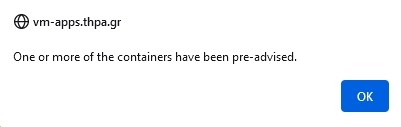 vm-apps.thpa.gr
One or more of the containers have been pre-advised.
OK